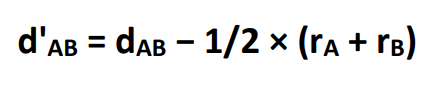 d'AB = dAB − 1/2 × (rA + rB)